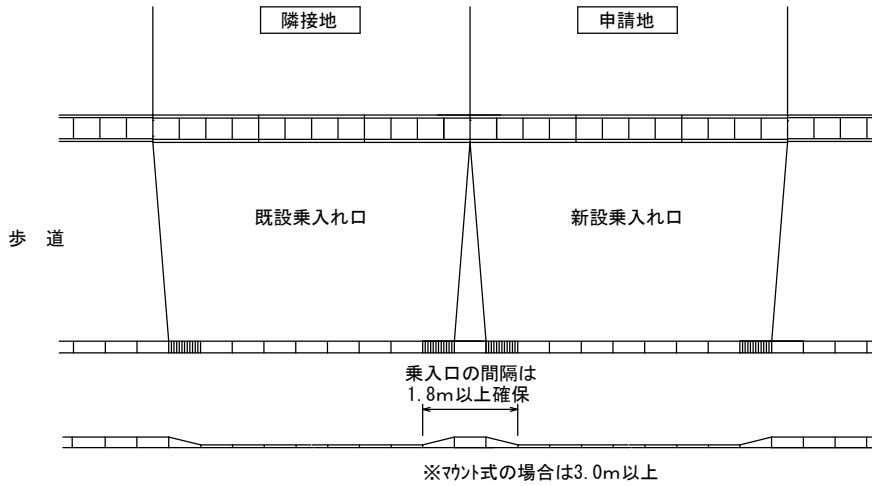 隣接地
申請地
既設乗入れ口
新設乗入れ口
歩 道
乗入口の間隔は
1.8m以上確保
※マウント式の場合は3.0m以上